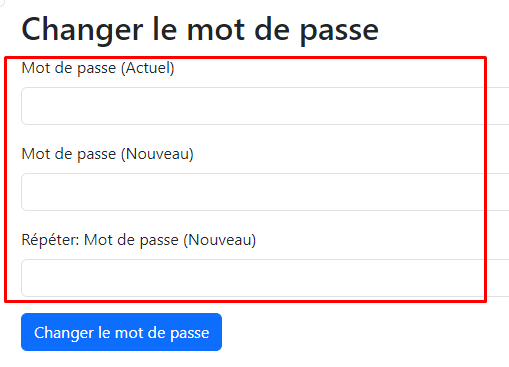 Changer le mot de passe
Mot de passe (Actuel)
Mot de passe (Nouveau)
Répéter: Mot de passe (Nouveau)
Changer le mot de passe